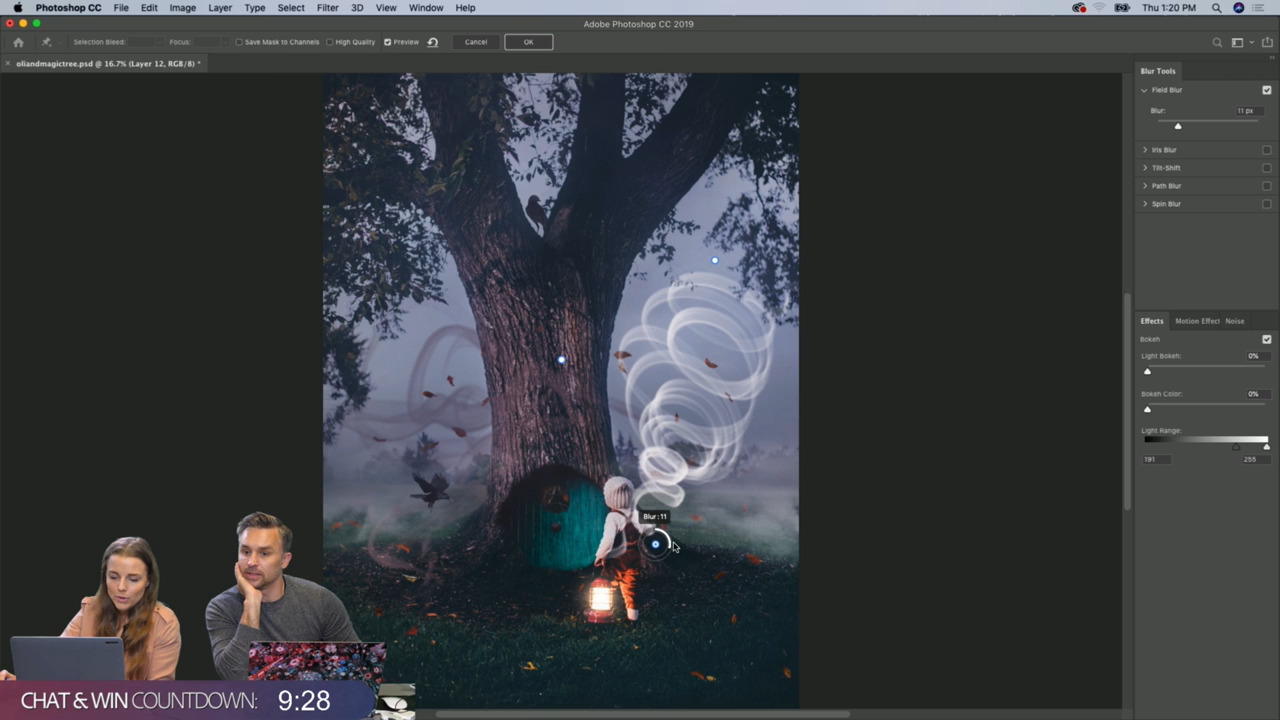 Photoshop CC File Edit Image Layer Type Select Filter 3D View Window Help Thu 1:20 PM
Adobe Photoshop CC 2019
Selection Bleed: Focus: Save Mask to Channels High Quality Preview Cancel OK
× oliandmagictree.psd @ 16.7% (Layer 12, RGB/8) *
Blur Tools
Field Blur
Blur: 11 px
Iris Blur
Tilt-Shift
Path Blur
Spin Blur
Effects Motion Effect Noise
Bokeh
Light Bokeh: 0%
Bokeh Color: 0%
Light Range:
191 255
Blur: 11
CHAT & WIN COUNTDOWN: 9:28